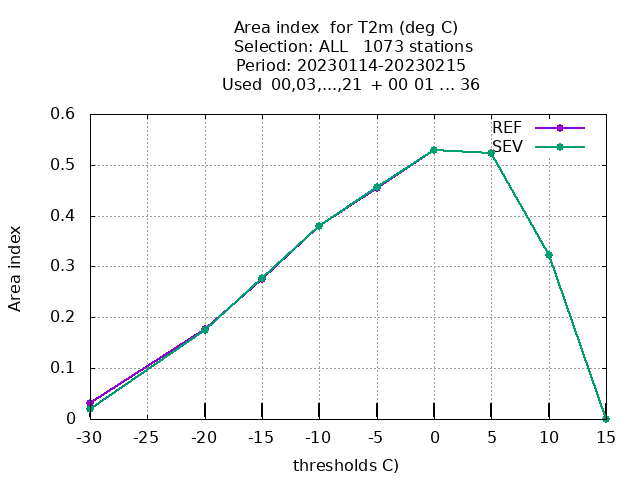 Area index  for T2m (deg C)
Selection: ALL   1073 stations
Period: 20230114-20230215
Used  00,03,...,21  + 00 01 ... 36
0.6
0.5
0.4
0.3
0.2
0.1
0
Area index
REF
SEV
-30 -25 -20 -15 -10 -5 0 5 10 15
thresholds C)